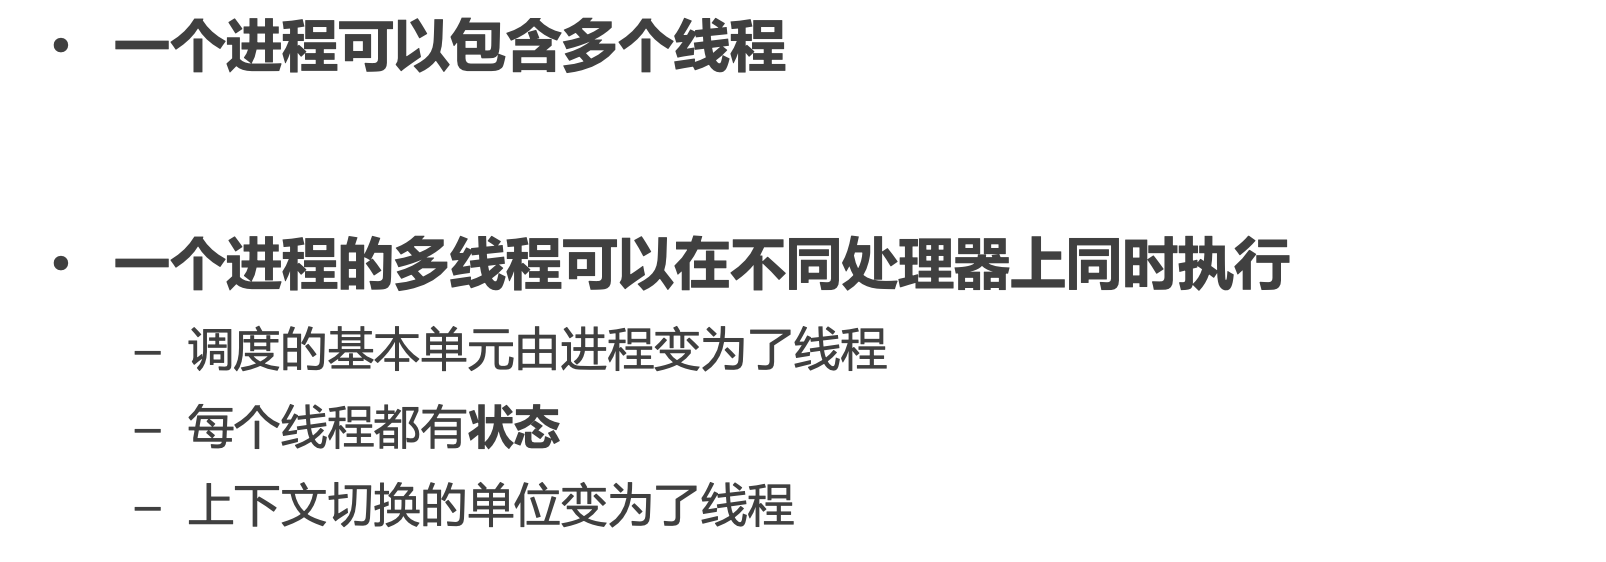 • 一个进程可以包含多个线程
• 一个进程的多线程可以在不同处理器上同时执行
– 调度的基本单元由进程变为了线程
– 每个线程都有状态
– 上下文切换的单位变为了线程